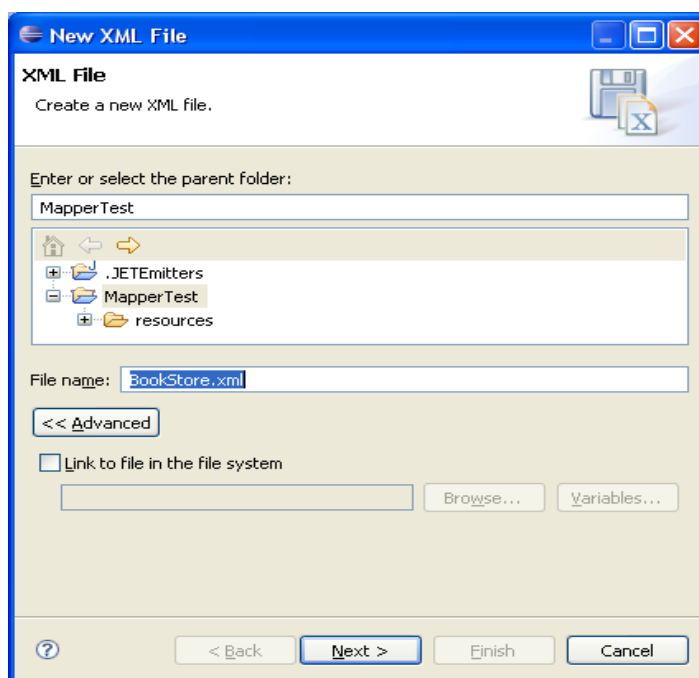 New XML File
XML File
Create a new XML file.
Enter or select the parent folder:
MapperTest
.JETEmitters
MapperTest
resources
File name: BookStore.xml
<< Advanced
Link to file in the file system
Browse... Variables...
? < Back Next > Finish Cancel